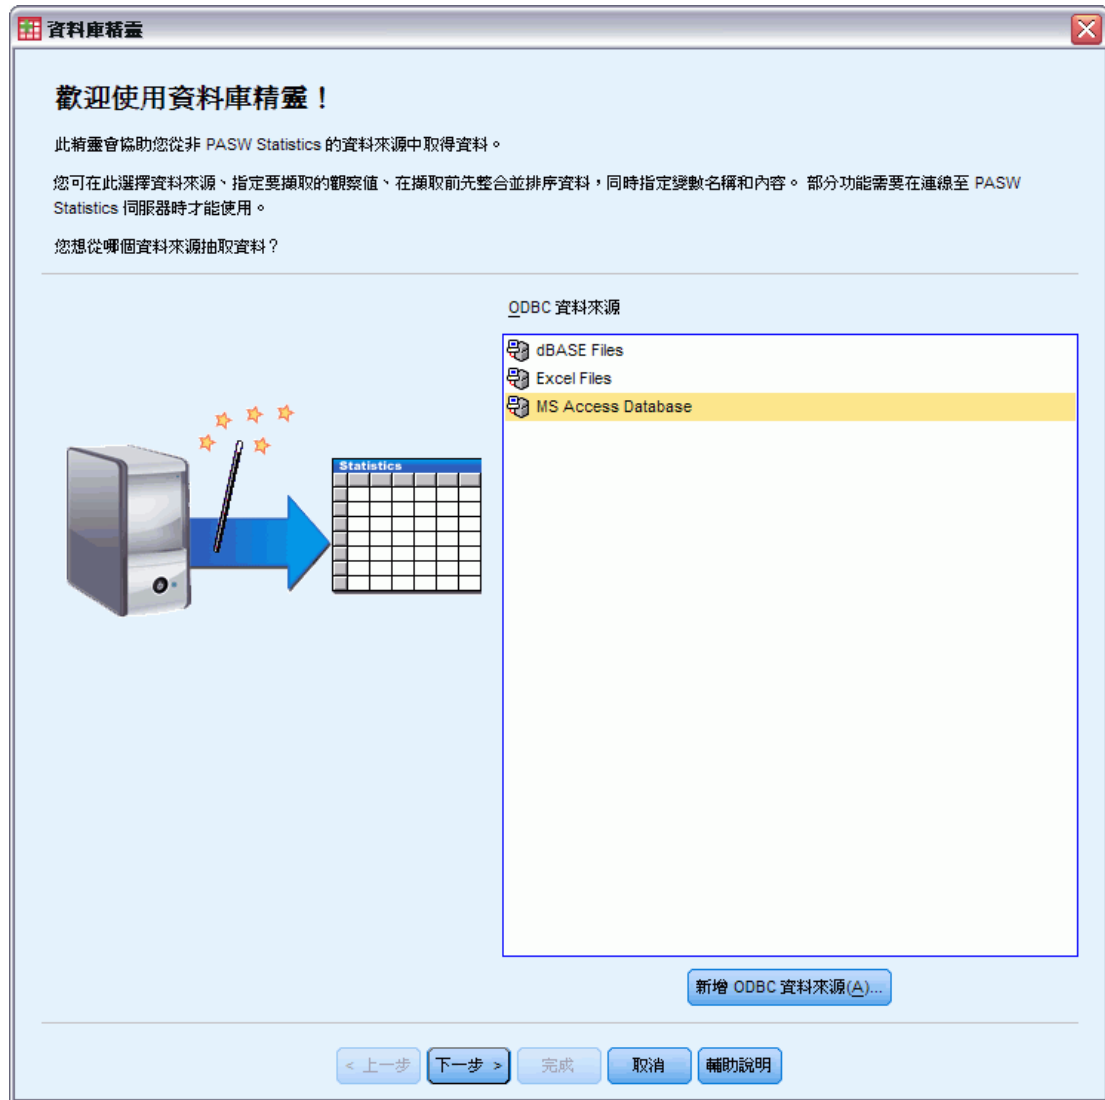 資料庫精靈
歡迎使用資料庫精靈！
此精靈會協助您從非 PASW Statistics 的資料來源中取得資料。
您可在此選擇資料來源、指定要擷取的觀察值、在擷取前先整合並排序資料，同時指定變數名稱和內容。 部分功能需要在連線至 PASW
Statistics 伺服器時才能使用。
您想從哪個資料來源抽取資料？
ODBC 資料來源
dBASE Files
Excel Files
MS Access Database
Statistics
新增 ODBC 資料來源(A)...
< 上一步
下一步 >
完成
取消
輔助說明